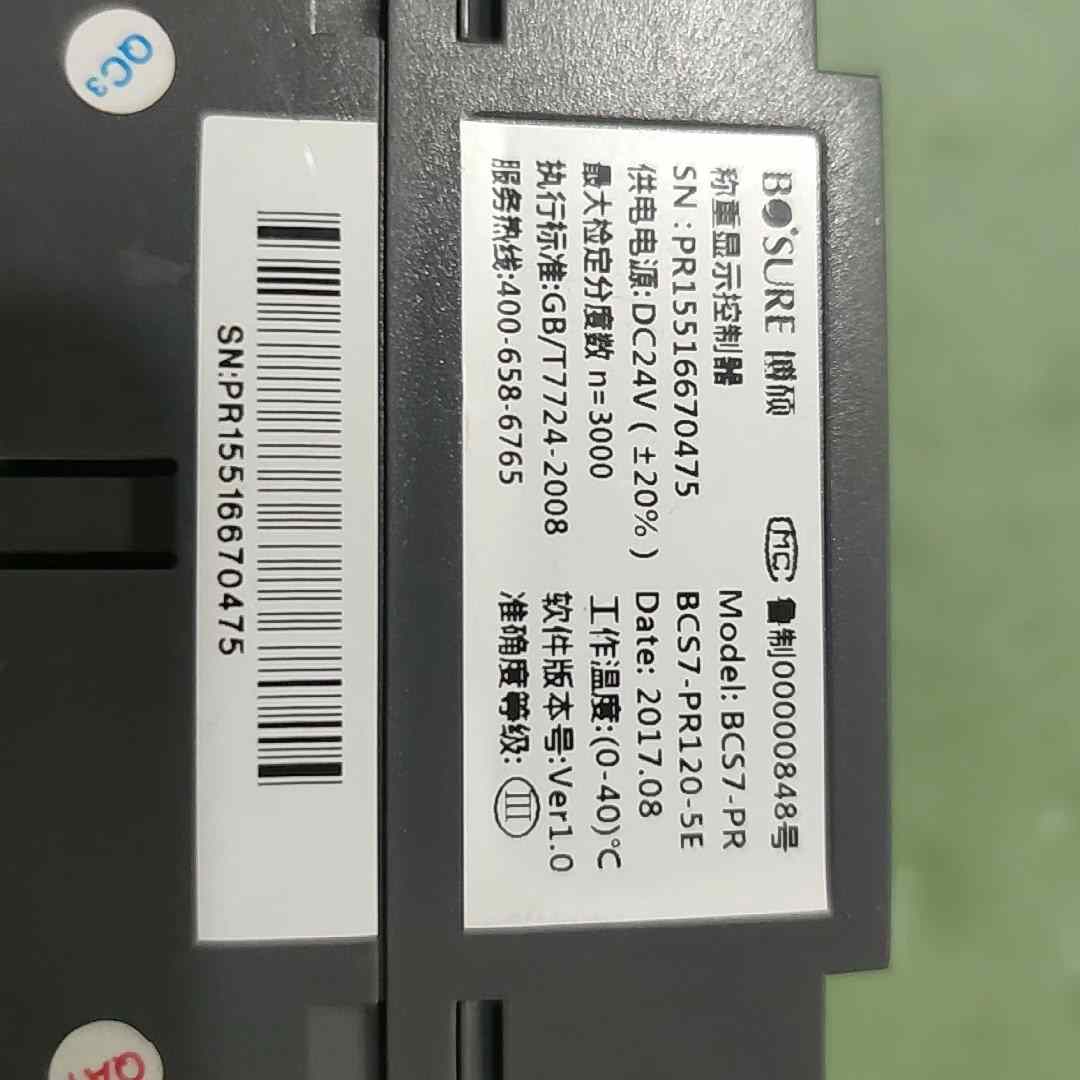 BOSURE 博硕
MC 鲁制00000848号
称重显示控制器
Model: BCS7-PR
SN:PR15516670475
BCS7-PR120-5E
供电电源:DC24V(±20%)
Date: 2017.08
最大检定分度数 n=3000
工作温度:(0-40)℃
执行标准:GB/T7724-2008
软件版本号:Ver1.0
服务热线:400-658-6765
准确度等级: III
SN:PR15516670475
QC3